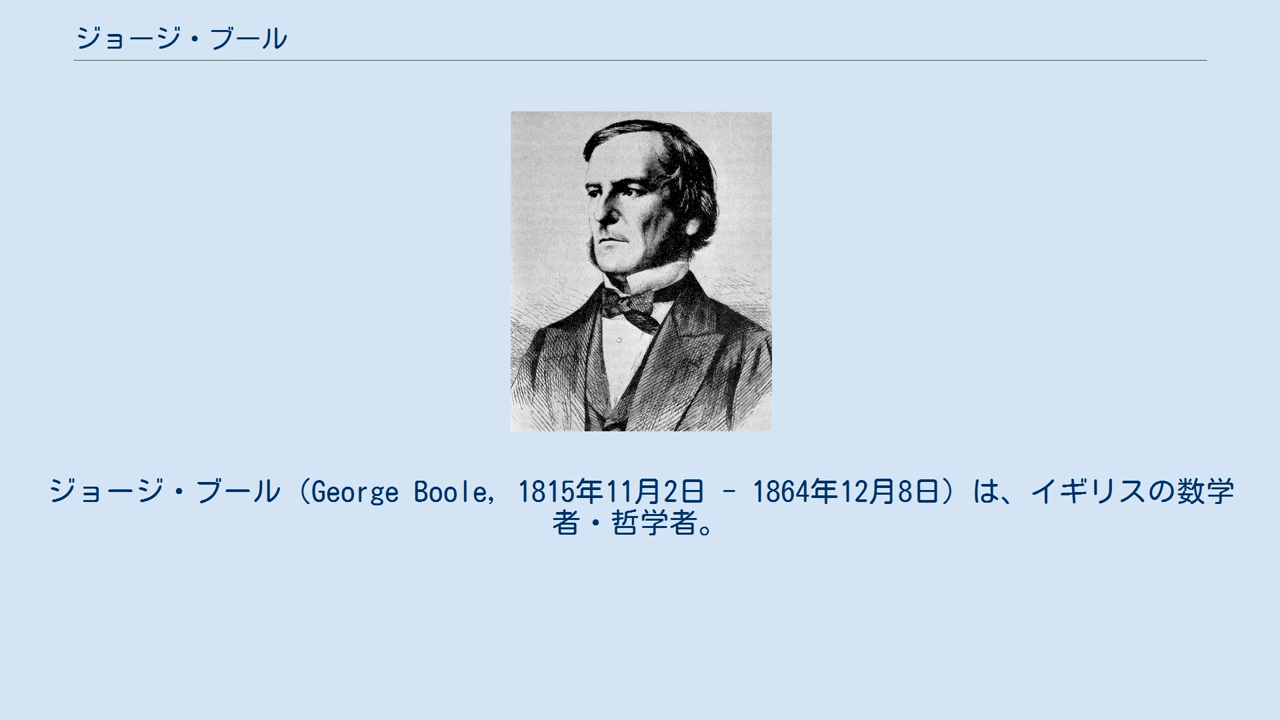 ジョージ・ブール
ジョージ・ブール（George Boole, 1815年11月2日 - 1864年12月8日）は、イギリスの数学
者・哲学者。